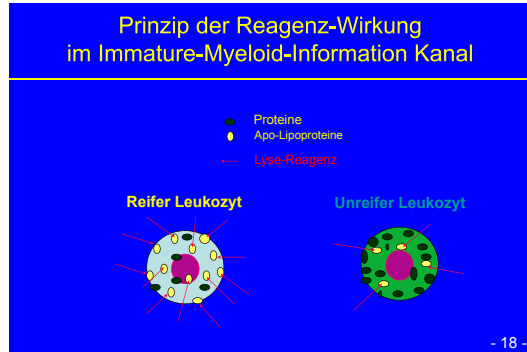 Prinzip der Reagenz-Wirkung
im Immature-Myeloid-Information Kanal
Proteine
Apo-Lipoproteine
Lyse-Reagenz
Reifer Leukozyt
Unreifer Leukozyt
- 18 -